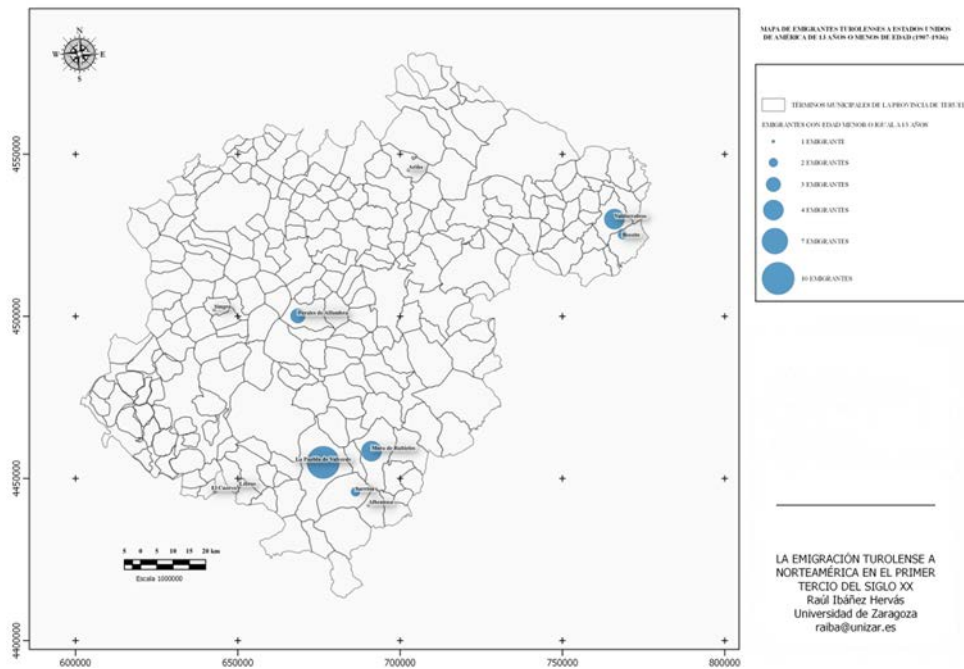 N
W E
S
MAPA DE EMIGRANTES TUROLENSES A ESTADOS UNIDOS
DE AMÉRICA DE 13 AÑOS O MENOS DE EDAD (1907-1936)
TÉRMINOS MUNICIPALES DE LA PROVINCIA DE TERUEL
EMIGRANTES CON EDAD MENOR O IGUAL A 13 AÑOS
1 EMIGRANTE
2 EMIGRANTES
3 EMIGRANTES
4 EMIGRANTES
7 EMIGRANTES
10 EMIGRANTES
4550000
4500000
4450000
4400000
Ariño
Valderrobres
Beceite
Singra
Perales de Alfambra
Mora de Rubielos
La Puebla de Valverde
Sarrión
Albentosa
El Cuervo
Libros
5 0 5 10 15 20 km
Escala 1000000
600000 650000 700000 750000 800000
LA EMIGRACIÓN TUROLENSE A
NORTEAMÉRICA EN EL PRIMER
TERCIO DEL SIGLO XX
Raúl Ibáñez Hervás
Universidad de Zaragoza
raiba@unizar.es